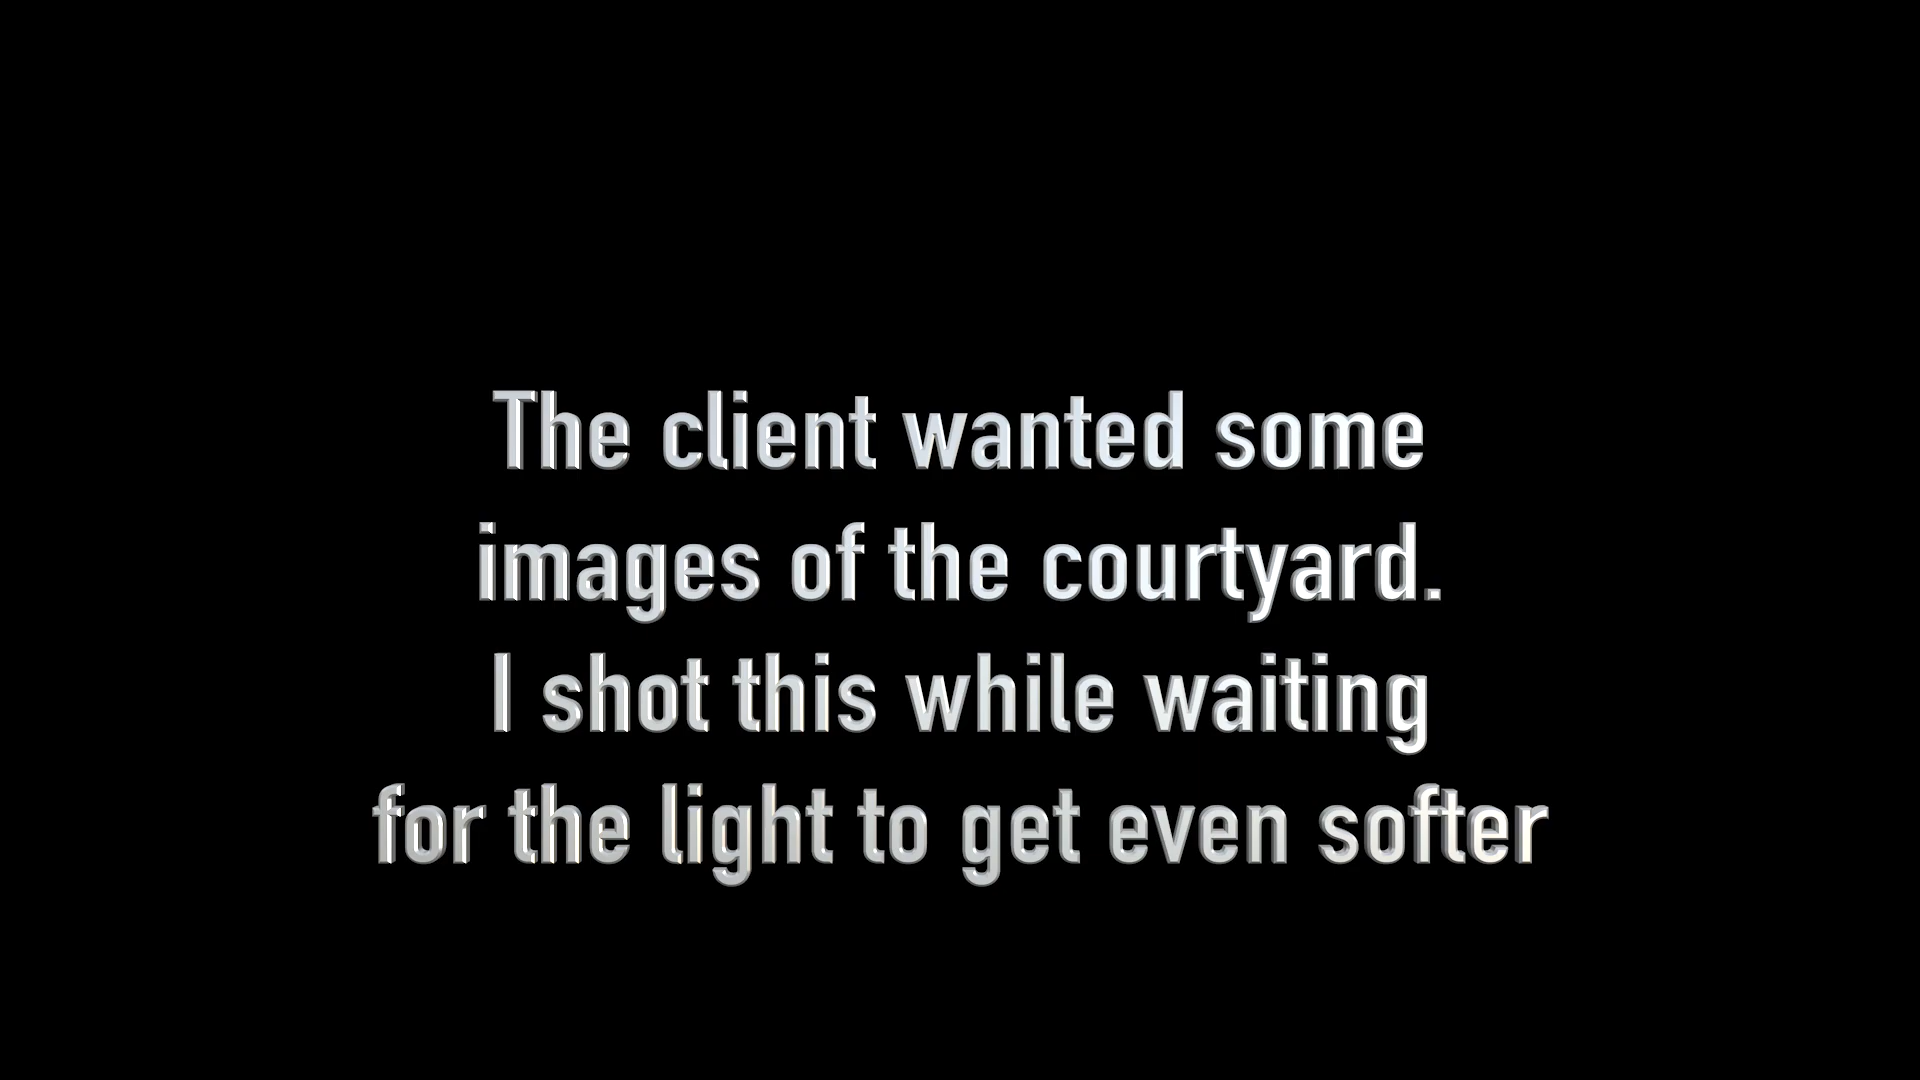 The client wanted some
images of the courtyard.
I shot this while waiting
for the light to get even softer